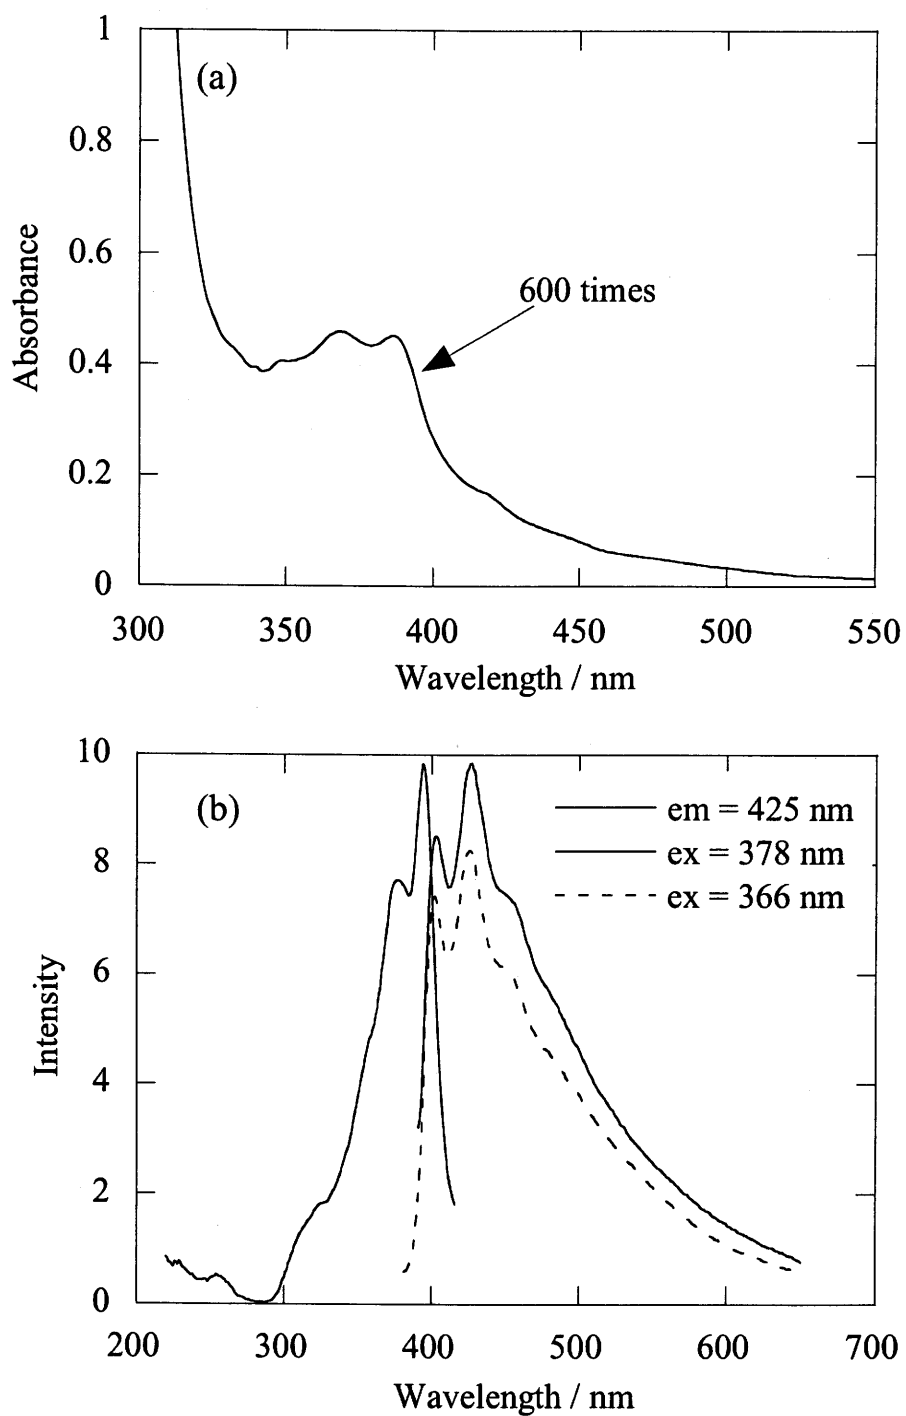 1
(a)
0.8
0.6
600 times
0.4
0.2
0
300 350 400 450 500 550
Absorbance
Wavelength / nm
10
(b)
em = 425 nm
8
ex = 378 nm
ex = 366 nm
6
4
2
0
200 300 400 500 600 700
Intensity
Wavelength / nm